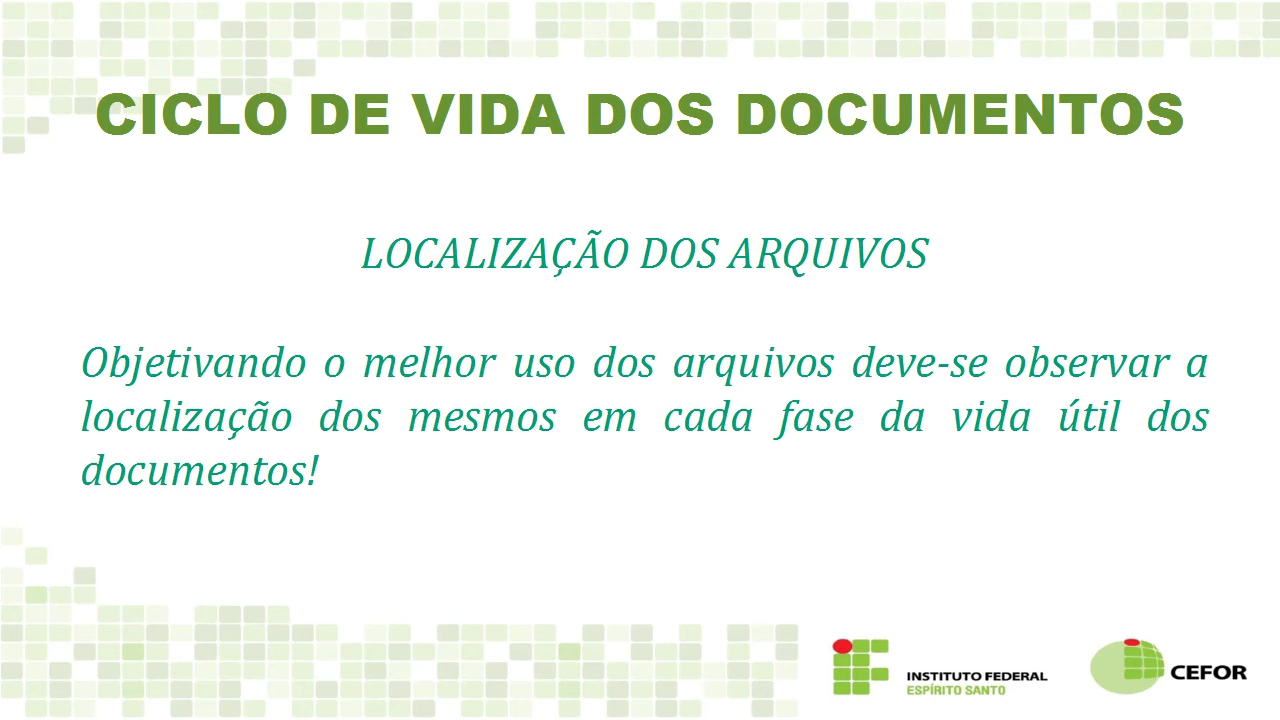 CICLO DE VIDA DOS DOCUMENTOS
LOCALIZAÇÃO DOS ARQUIVOS
Objetivando o melhor uso dos arquivos deve-se observar a
localização dos mesmos em cada fase da vida útil dos
documentos!
INSTITUTO FEDERAL
ESPÍRITO SANTO
CEFOR